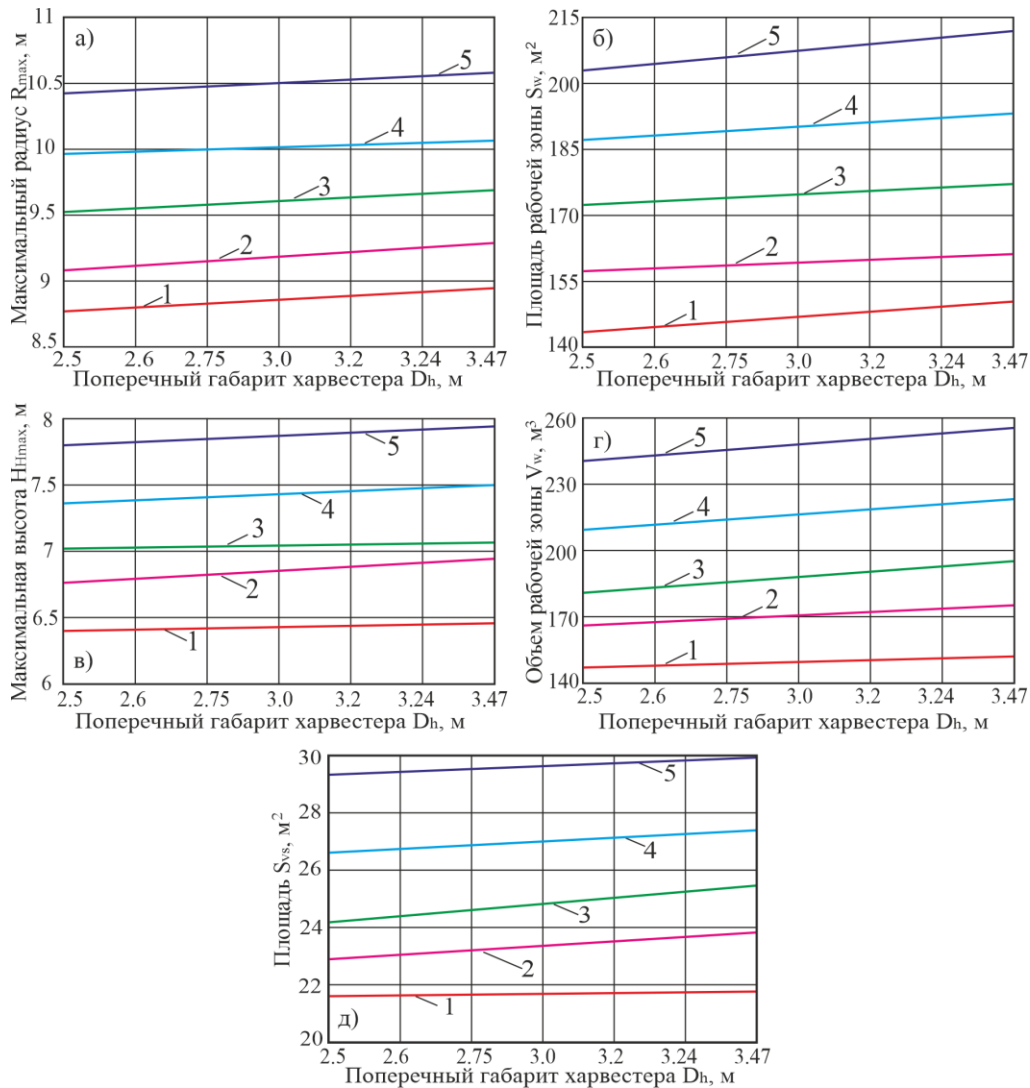 а)
Максимальный радиус Rmax, м
11
10.5
10
9.5
9
8.5
5
4
3
2
1
2.5 2.6 2.75 3.0 3.2 3.24 3.47
Поперечный габарит харвестера Dh, м
б)
Площадь рабочей зоны Sw, м²
215
200
185
170
155
140
5
4
3
2
1
2.5 2.6 2.75 3.0 3.2 3.24 3.47
Поперечный габарит харвестера Dh, м
в)
Максимальная высота HHmax, м
8
7.5
7
6.5
6
5
4
3
2
1
2.5 2.6 2.75 3.0 3.2 3.24 3.47
Поперечный габарит харвестера Dh, м
г)
Объем рабочей зоны Vw, м³
260
230
200
170
140
5
4
3
2
1
2.5 2.6 2.75 3.0 3.2 3.24 3.47
Поперечный габарит харвестера Dh, м
д)
Площадь Svs, м²
30
28
26
24
22
20
5
4
3
2
1
2.5 2.6 2.75 3.0 3.2 3.24 3.47
Поперечный габарит харвестера Dh, м